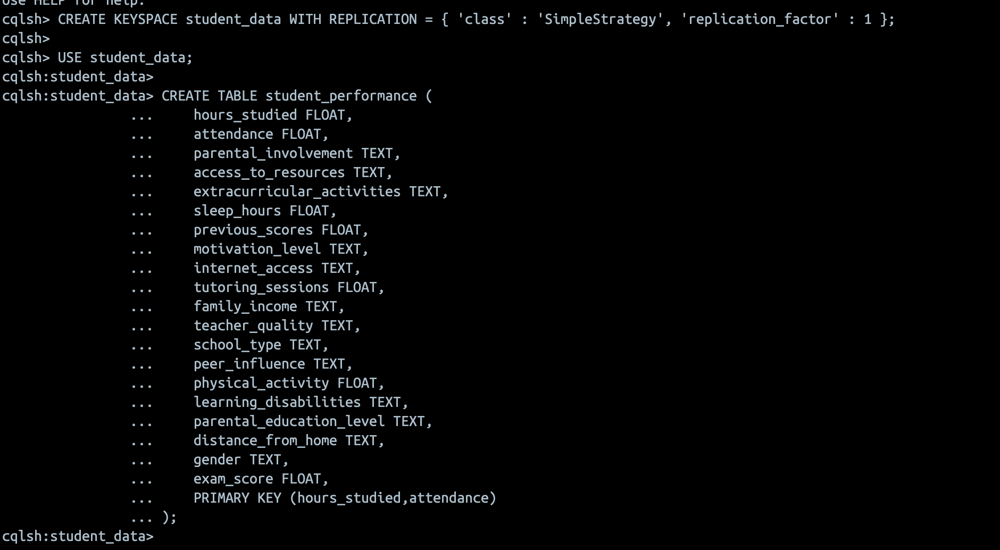 Use HELP for help.
cqlsh> CREATE KEYSPACE student_data WITH REPLICATION = { 'class' : 'SimpleStrategy', 'replication_factor' : 1 };
cqlsh>
cqlsh> USE student_data;
cqlsh:student_data>
cqlsh:student_data> CREATE TABLE student_performance (
                ...     hours_studied FLOAT,
                ...     attendance FLOAT,
                ...     parental_involvement TEXT,
                ...     access_to_resources TEXT,
                ...     extracurricular_activities TEXT,
                ...     sleep_hours FLOAT,
                ...     previous_scores FLOAT,
                ...     motivation_level TEXT,
                ...     internet_access TEXT,
                ...     tutoring_sessions FLOAT,
                ...     family_income TEXT,
                ...     teacher_quality TEXT,
                ...     school_type TEXT,
                ...     peer_influence TEXT,
                ...     physical_activity FLOAT,
                ...     learning_disabilities TEXT,
                ...     parental_education_level TEXT,
                ...     distance_from_home TEXT,
                ...     gender TEXT,
                ...     exam_score FLOAT,
                ...     PRIMARY KEY (hours_studied,attendance)
                ... );
cqlsh:student_data>